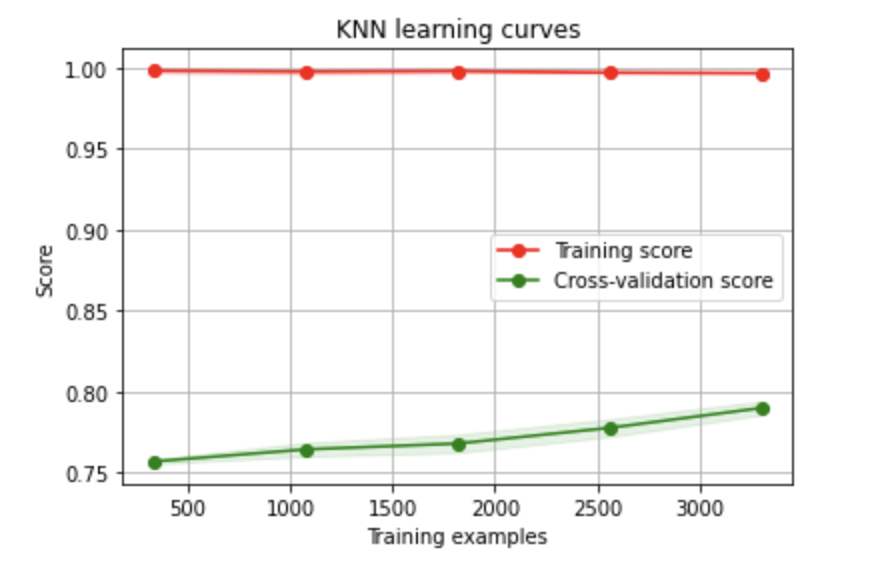 KNN learning curves
1.00
0.95
0.90
0.85
0.80
0.75
Score
Training score
Cross-validation score
500 1000 1500 2000 2500 3000
Training examples